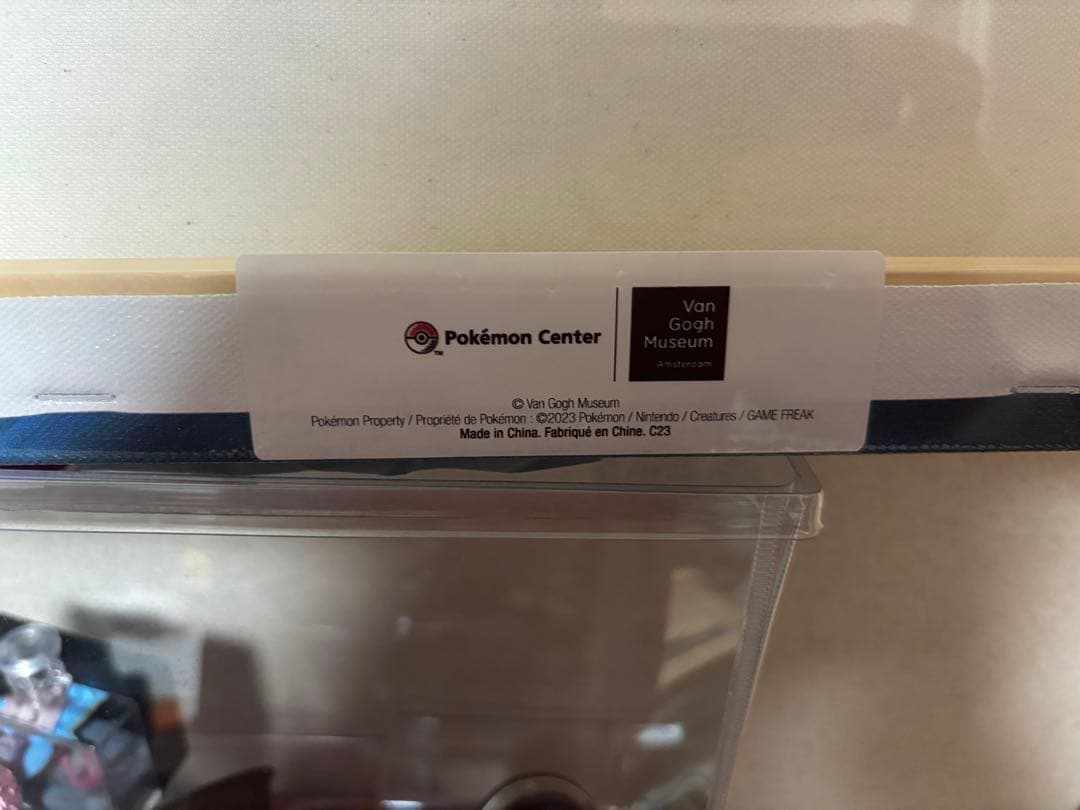 Pokémon Center
TM
Van
Gogh
Museum
Amsterdam
© Van Gogh Museum
Pokémon Property / Propriété de Pokémon : ©2023 Pokémon / Nintendo / Creatures / GAME FREAK
Made in China. Fabriqué en Chine. C23